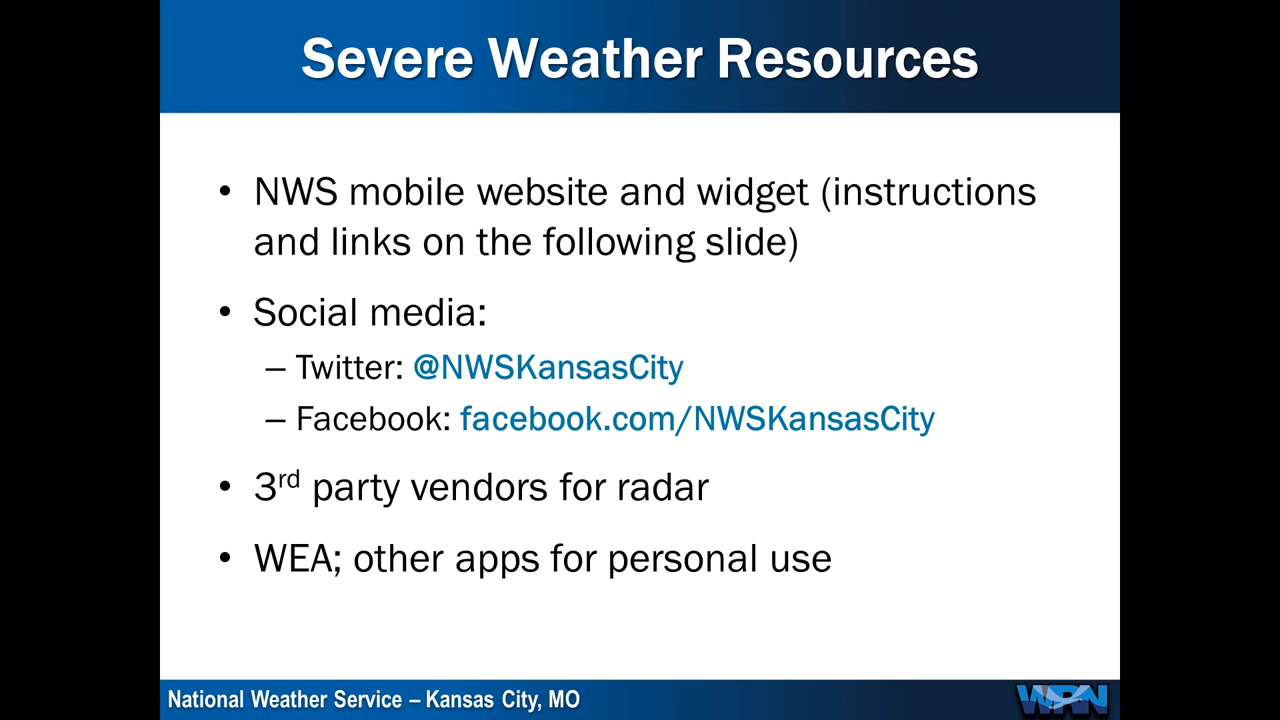 Severe Weather Resources
• NWS mobile website and widget (instructions
and links on the following slide)
• Social media:
– Twitter: @NWSKansasCity
– Facebook: facebook.com/NWSKansasCity
• 3rd party vendors for radar
• WEA; other apps for personal use
National Weather Service – Kansas City, MO
WRN